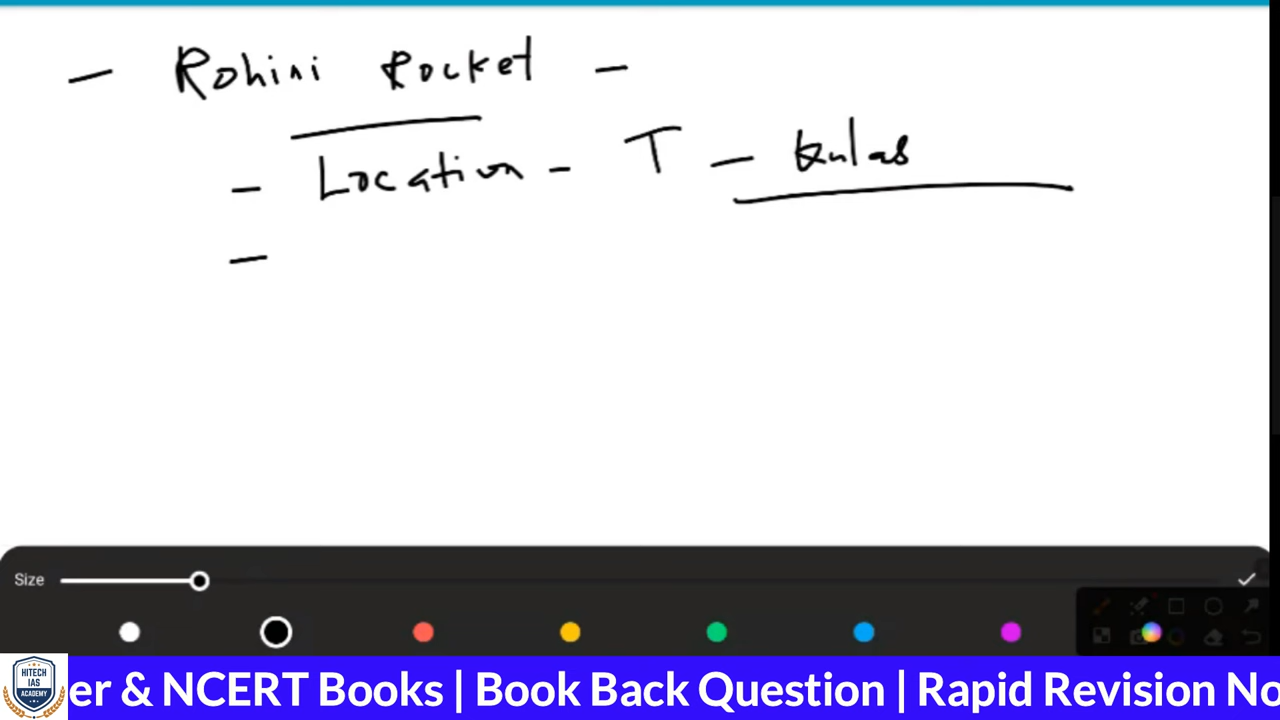 - Rohini Rocket -
- Location - T - Kulas
-
Size
HITECH
IAS
ACADEMY
er & NCERT Books | Book Back Question | Rapid Revision No